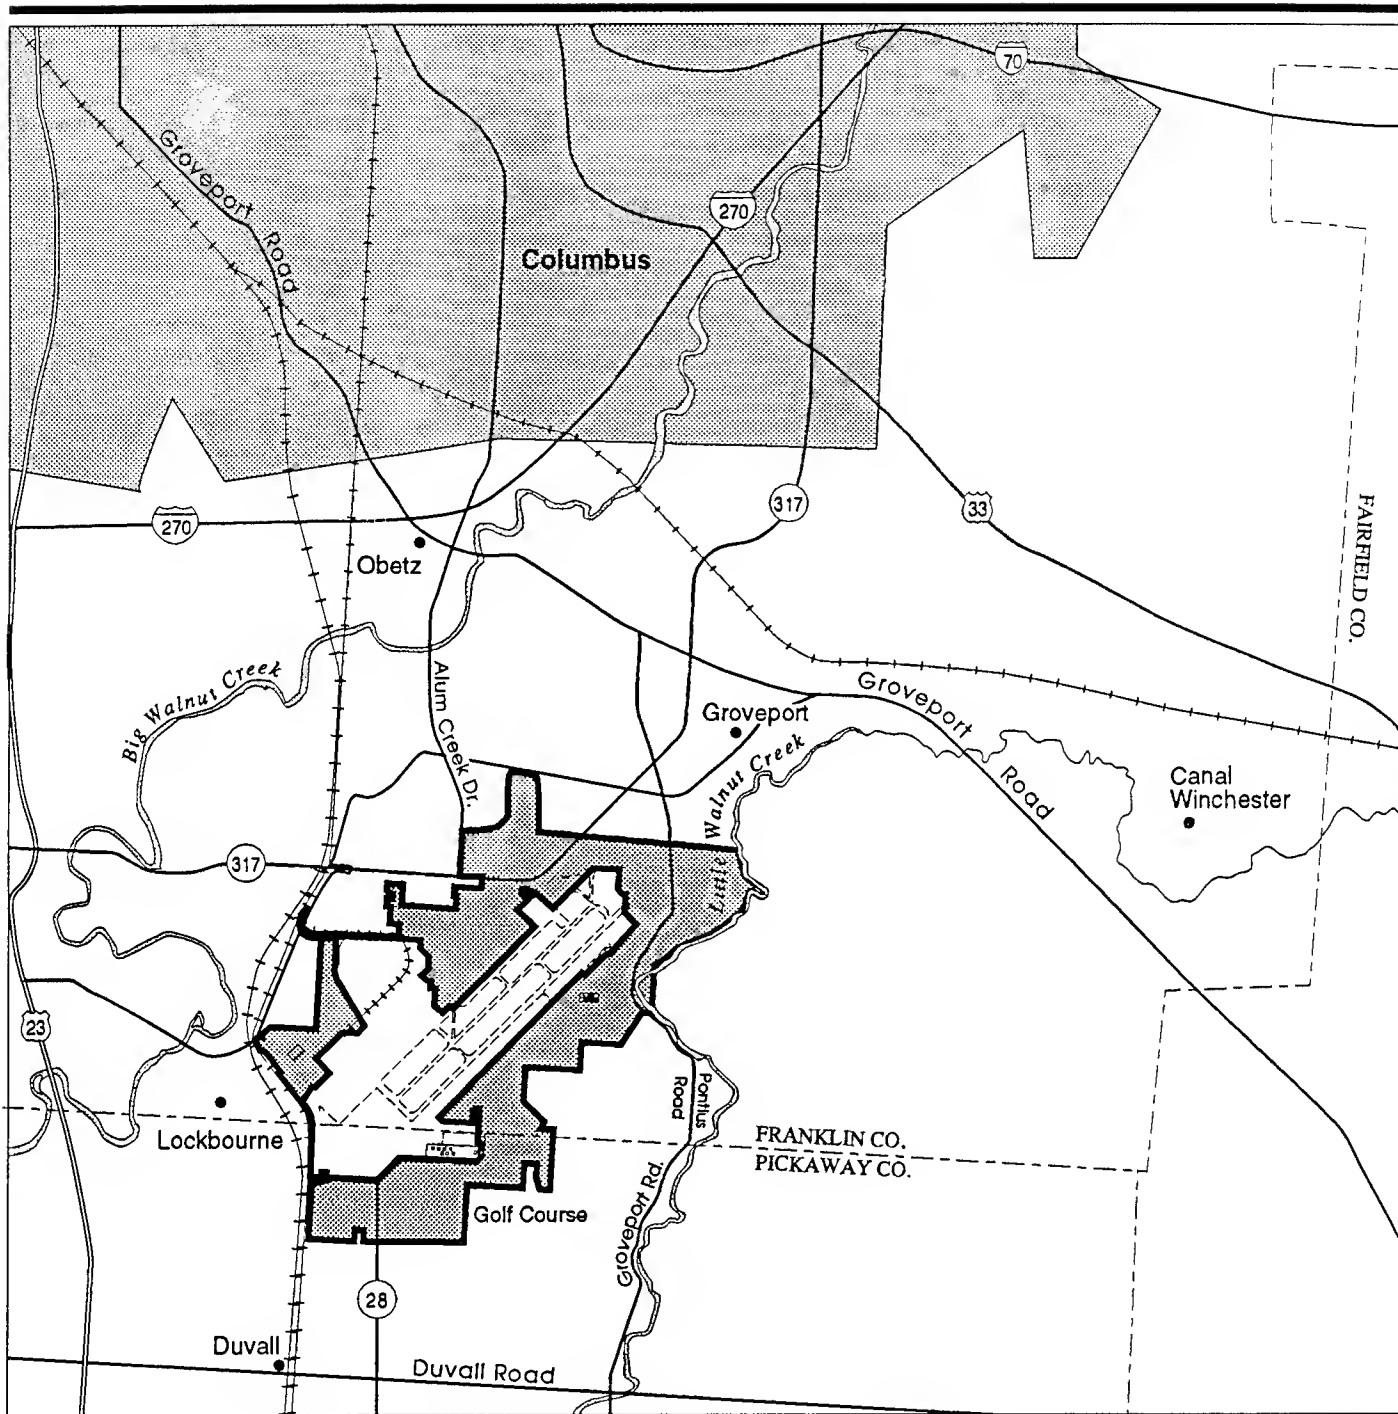 70
Groveport
Road
270
Columbus
317
33
270
Obetz
FAIRFIELD CO.
Big Walnut Creek
Alum Creek Dr.
Groveport
Groveport
Road
Little Walnut Creek
Canal
Winchester
317
23
Pontius
Road
Lockbourne
FRANKLIN CO.
PICKAWAY CO.
Golf Course
Groveport Rd.
28
Duvall
Duvall Road